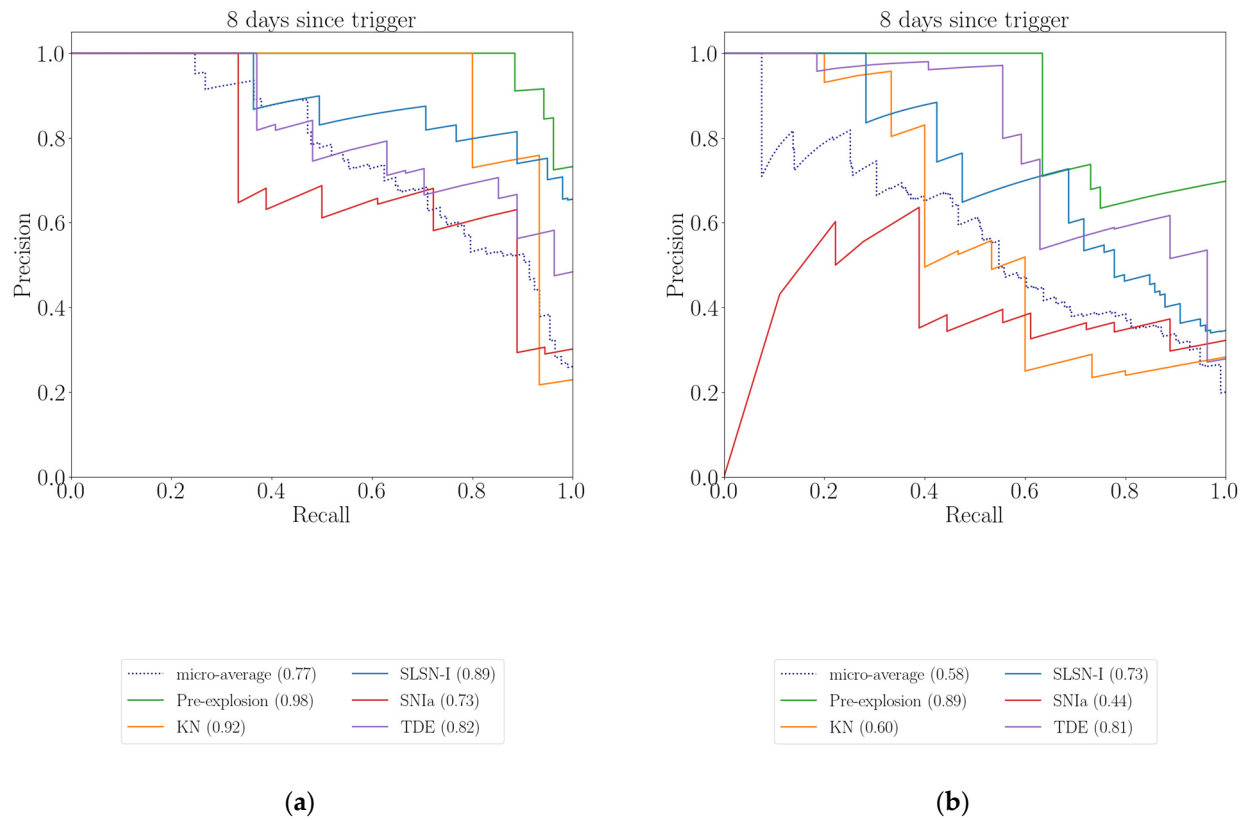 8 days since trigger
1.0
0.8
0.6
0.4
0.2
0.0
Precision
0.0 0.2 0.4 0.6 0.8 1.0
Recall
micro-average (0.77)
Pre-explosion (0.98)
KN (0.92)
SLSN-I (0.89)
SNIa (0.73)
TDE (0.82)
(a)
8 days since trigger
1.0
0.8
0.6
0.4
0.2
0.0
Precision
0.0 0.2 0.4 0.6 0.8 1.0
Recall
micro-average (0.58)
Pre-explosion (0.89)
KN (0.60)
SLSN-I (0.73)
SNIa (0.44)
TDE (0.81)
(b)